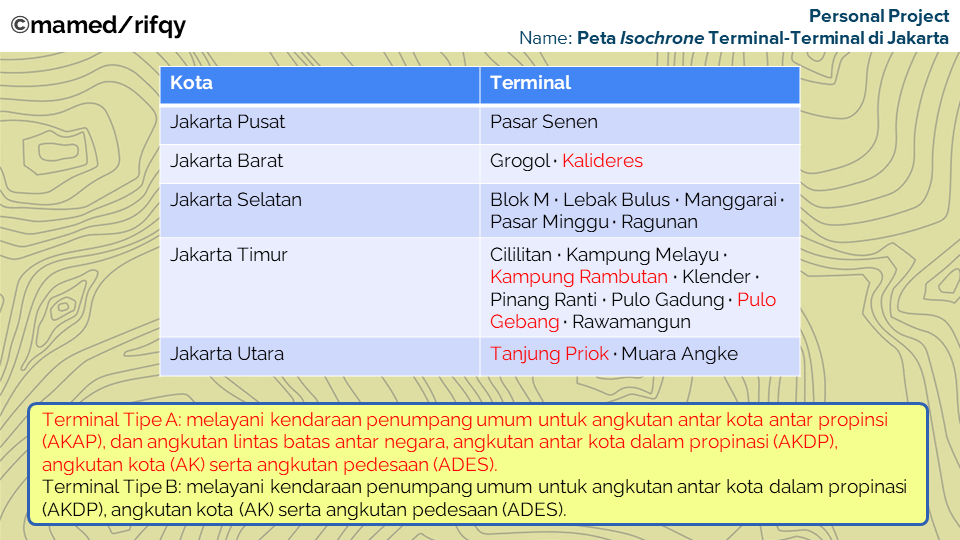 ©mamed/rifqy
Personal Project
Name: Peta Isochrone Terminal-Terminal di Jakarta
Kota
Terminal
Jakarta Pusat
Pasar Senen
Jakarta Barat
Grogol · Kalideres
Jakarta Selatan
Blok M · Lebak Bulus · Manggarai ·
Pasar Minggu · Ragunan
Jakarta Timur
Cililitan · Kampung Melayu ·
Kampung Rambutan · Klender ·
Pinang Ranti · Pulo Gadung · Pulo
Gebang · Rawamangun
Jakarta Utara
Tanjung Priok · Muara Angke
Terminal Tipe A: melayani kendaraan penumpang umum untuk angkutan antar kota antar propinsi
(AKAP), dan angkutan lintas batas antar negara, angkutan antar kota dalam propinasi (AKDP),
angkutan kota (AK) serta angkutan pedesaan (ADES).
Terminal Tipe B: melayani kendaraan penumpang umum untuk angkutan antar kota dalam propinasi
(AKDP), angkutan kota (AK) serta angkutan pedesaan (ADES).